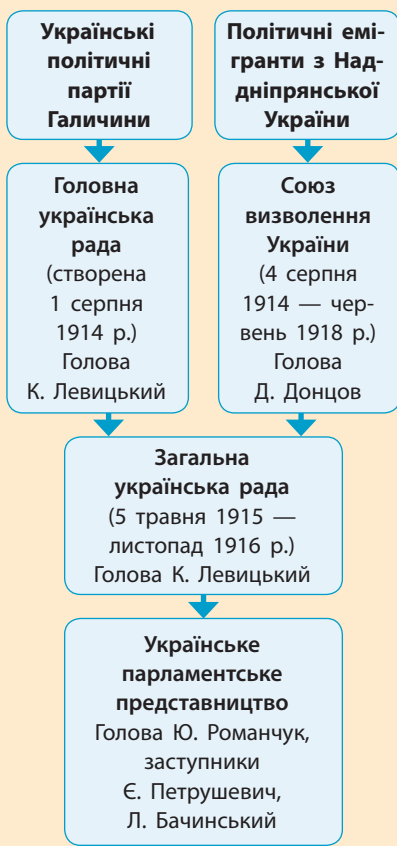 Українські
політичні
партії
Галичини
Політичні емі-
гранти з Над-
дніпрянської
України
Головна
українська
рада
(створена
1 серпня
1914 р.)
Голова
К. Левицький
Союз
визволення
України
(4 серпня
1914 — чер-
вень 1918 р.)
Голова
Д. Донцов
Загальна
українська рада
(5 травня 1915 —
листопад 1916 р.)
Голова К. Левицький
Українське
парламентське
представництво
Голова Ю. Романчук,
заступники
Є. Петрушевич,
Л. Бачинський